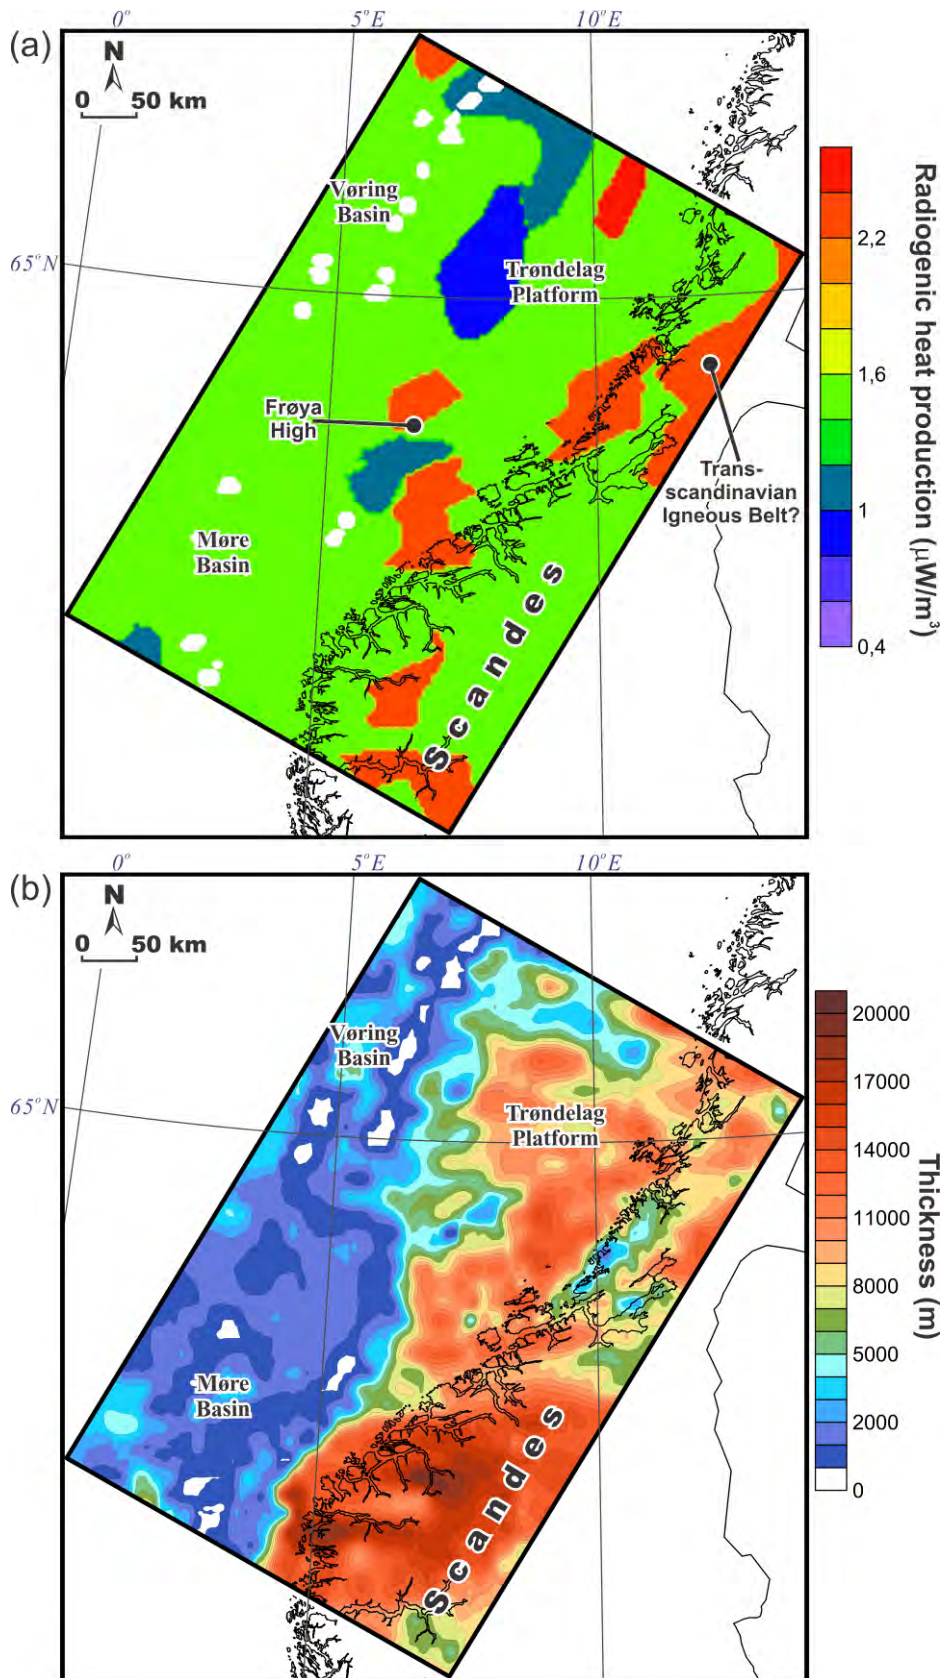 0° 5°E 10°E
(a)
N
0 50 km
Vøring
Basin
65°N
Trøndelag
Platform
Frøya
High
Trans-
scandinavian
Igneous Belt?
Møre
Basin
Scandes
2,2
1,6
1
0,4
Radiogenic heat production (µW/m³)
0° 5°E 10°E
(b)
N
0 50 km
Vøring
Basin
65°N
Trøndelag
Platform
Møre
Basin
Scandes
20000
17000
14000
11000
8000
5000
2000
0
Thickness (m)